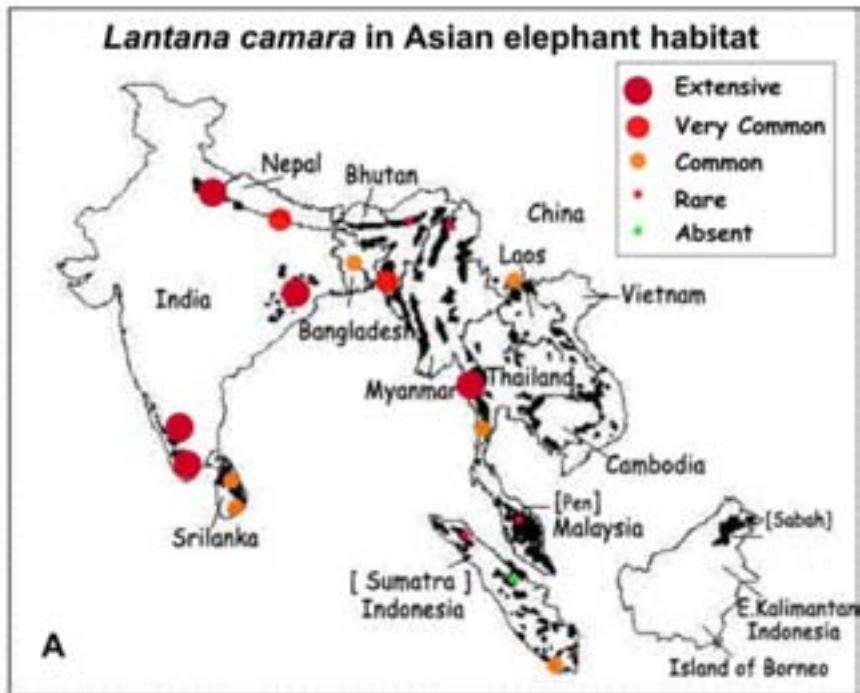 Lantana camara in Asian elephant habitat
Extensive
Very Common
Common
Rare
Absent
Nepal
Bhutan
China
Laos
India
Vietnam
Bangladesh
Myanmar
Thailand
Cambodia
Srilanka
[Pen]
Malaysia
[Sabah]
[ Sumatra ]
Indonesia
E.Kalimantan
Indonesia
Island of Borneo
A